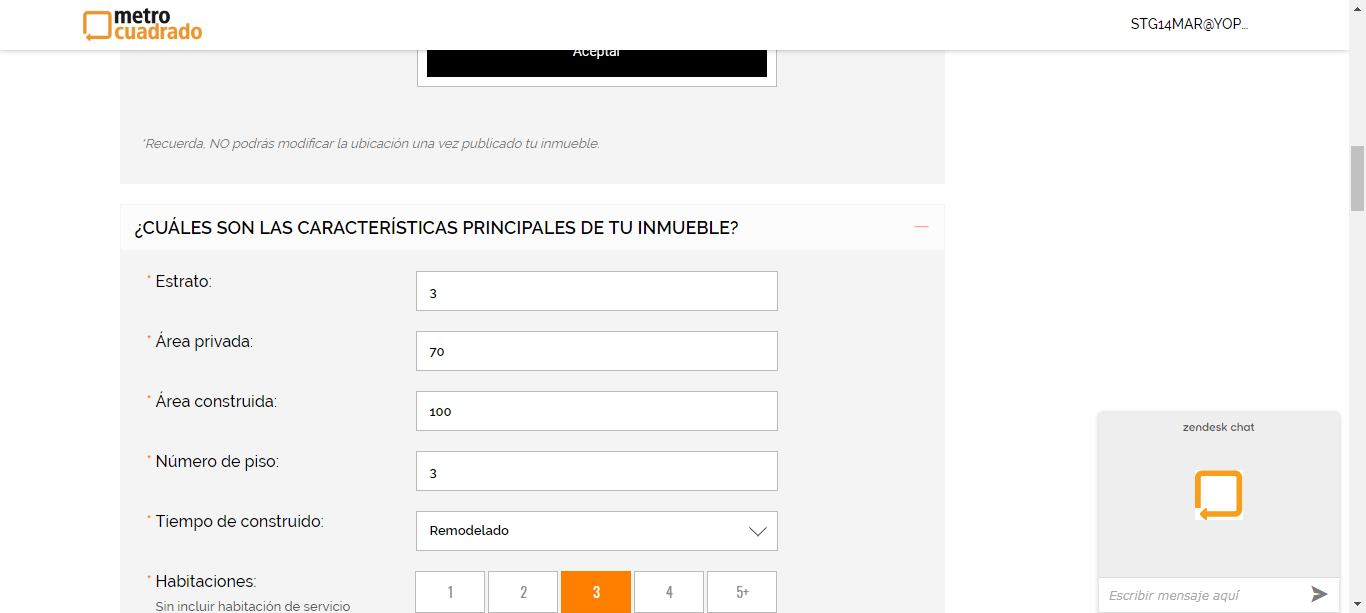 metro
cuadrado
STG14MAR@YOP...
Aceptar
*Recuerda, NO podrás modificar la ubicación una vez publicado tu inmueble.
¿CUÁLES SON LAS CARACTERÍSTICAS PRINCIPALES DE TU INMUEBLE?
* Estrato:
3
* Área privada:
70
* Área construida:
100
* Número de piso:
3
* Tiempo de construido:
Remodelado
* Habitaciones:
Sin incluir habitación de servicio
1 2 3 4 5+
zendesk chat
Escribir mensaje aquí